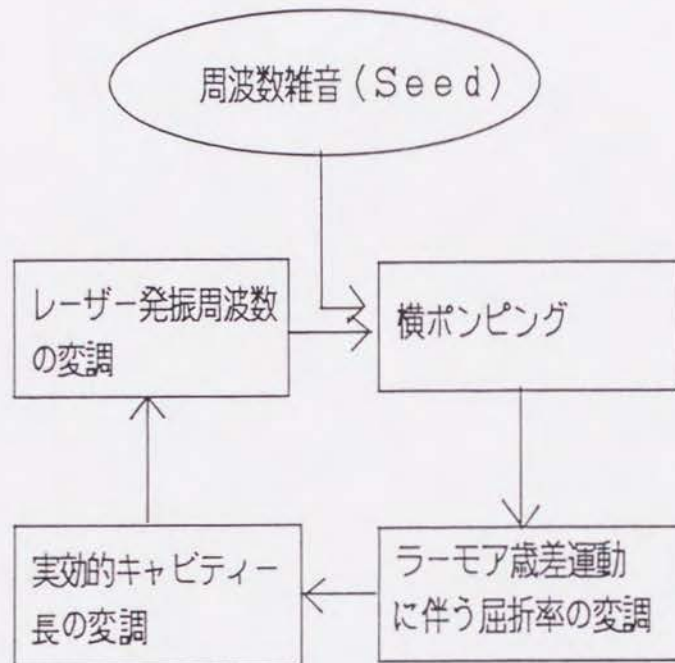 周波数雑音（Seed）
レーザー発振周波数
の変調
横ポンピング
実効的キャビティー
長の変調
ラーモア歳差運動
に伴う屈折率の変調